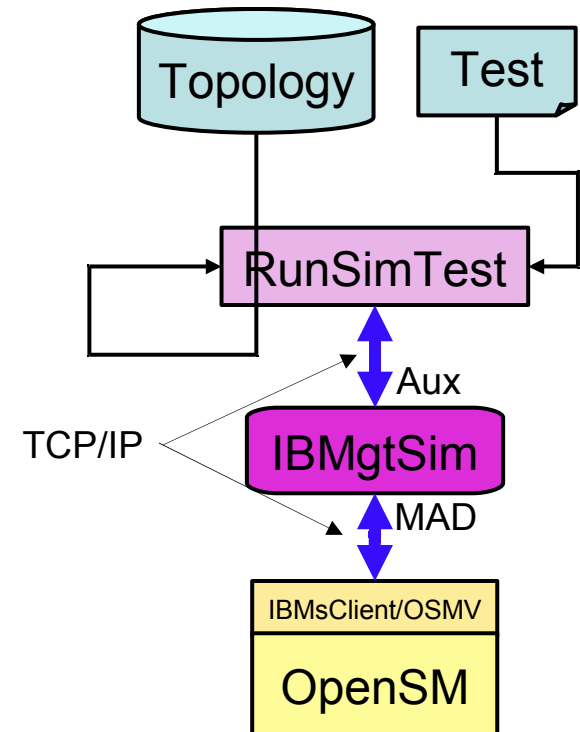 Topology
Test
RunSimTest
Aux
TCP/IP
IBMgtSim
MAD
IBMsClient/OSMV
OpenSM